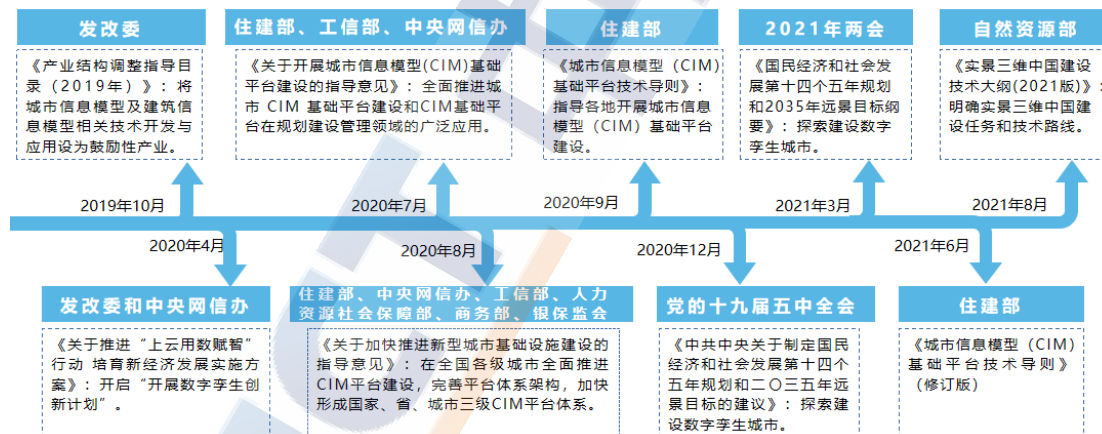 发改委
《产业结构调整指导目
录（2019年）》：将
城市信息模型及建筑信
息模型相关技术开发与
应用设为鼓励性产业。
住建部、工信部、中央网信办
《关于开展城市信息模型(CIM)基础
平台建设的指导意见》：全面推进城
市 CIM 基础平台建设和CIM基础平
台在规划建设管理领域的广泛应用。
住建部
《城市信息模型（CIM）
基础平台技术导则》：
指导各地开展城市信息
模型（CIM）基础平台
建设。
2021年两会
《国民经济和社会发
展第十四个五年规划
和2035年远景目标纲
要》：探索建设数字
孪生城市。
自然资源部
《实景三维中国建设
技术大纲(2021版)》：
明确实景三维中国建
设任务和技术路线。
2019年10月
2020年7月
2020年9月
2021年3月
2021年8月
2020年4月
2020年8月
2020年12月
2021年6月
发改委和中央网信办
《关于推进“上云用数赋智”
行动 培育新经济发展实施方
案》：开启“开展数字孪生创
新计划”。
住建部、中央网信办、工信部、人力
资源社会保障部、商务部、银保监会
《关于加快推进新型城市基础设施建设的
指导意见》：在全国各级城市全面推进
CIM平台建设，完善平台体系架构，加快
形成国家、省、城市三级CIM平台体系。
党的十九届五中全会
《中共中央关于制定国民
经济和社会发展第十四个
五年规划和二〇三五年远
景目标的建议》：探索建
设数字孪生城市。
住建部
《城市信息模型（CIM）
基础平台技术导则》
（修订版）